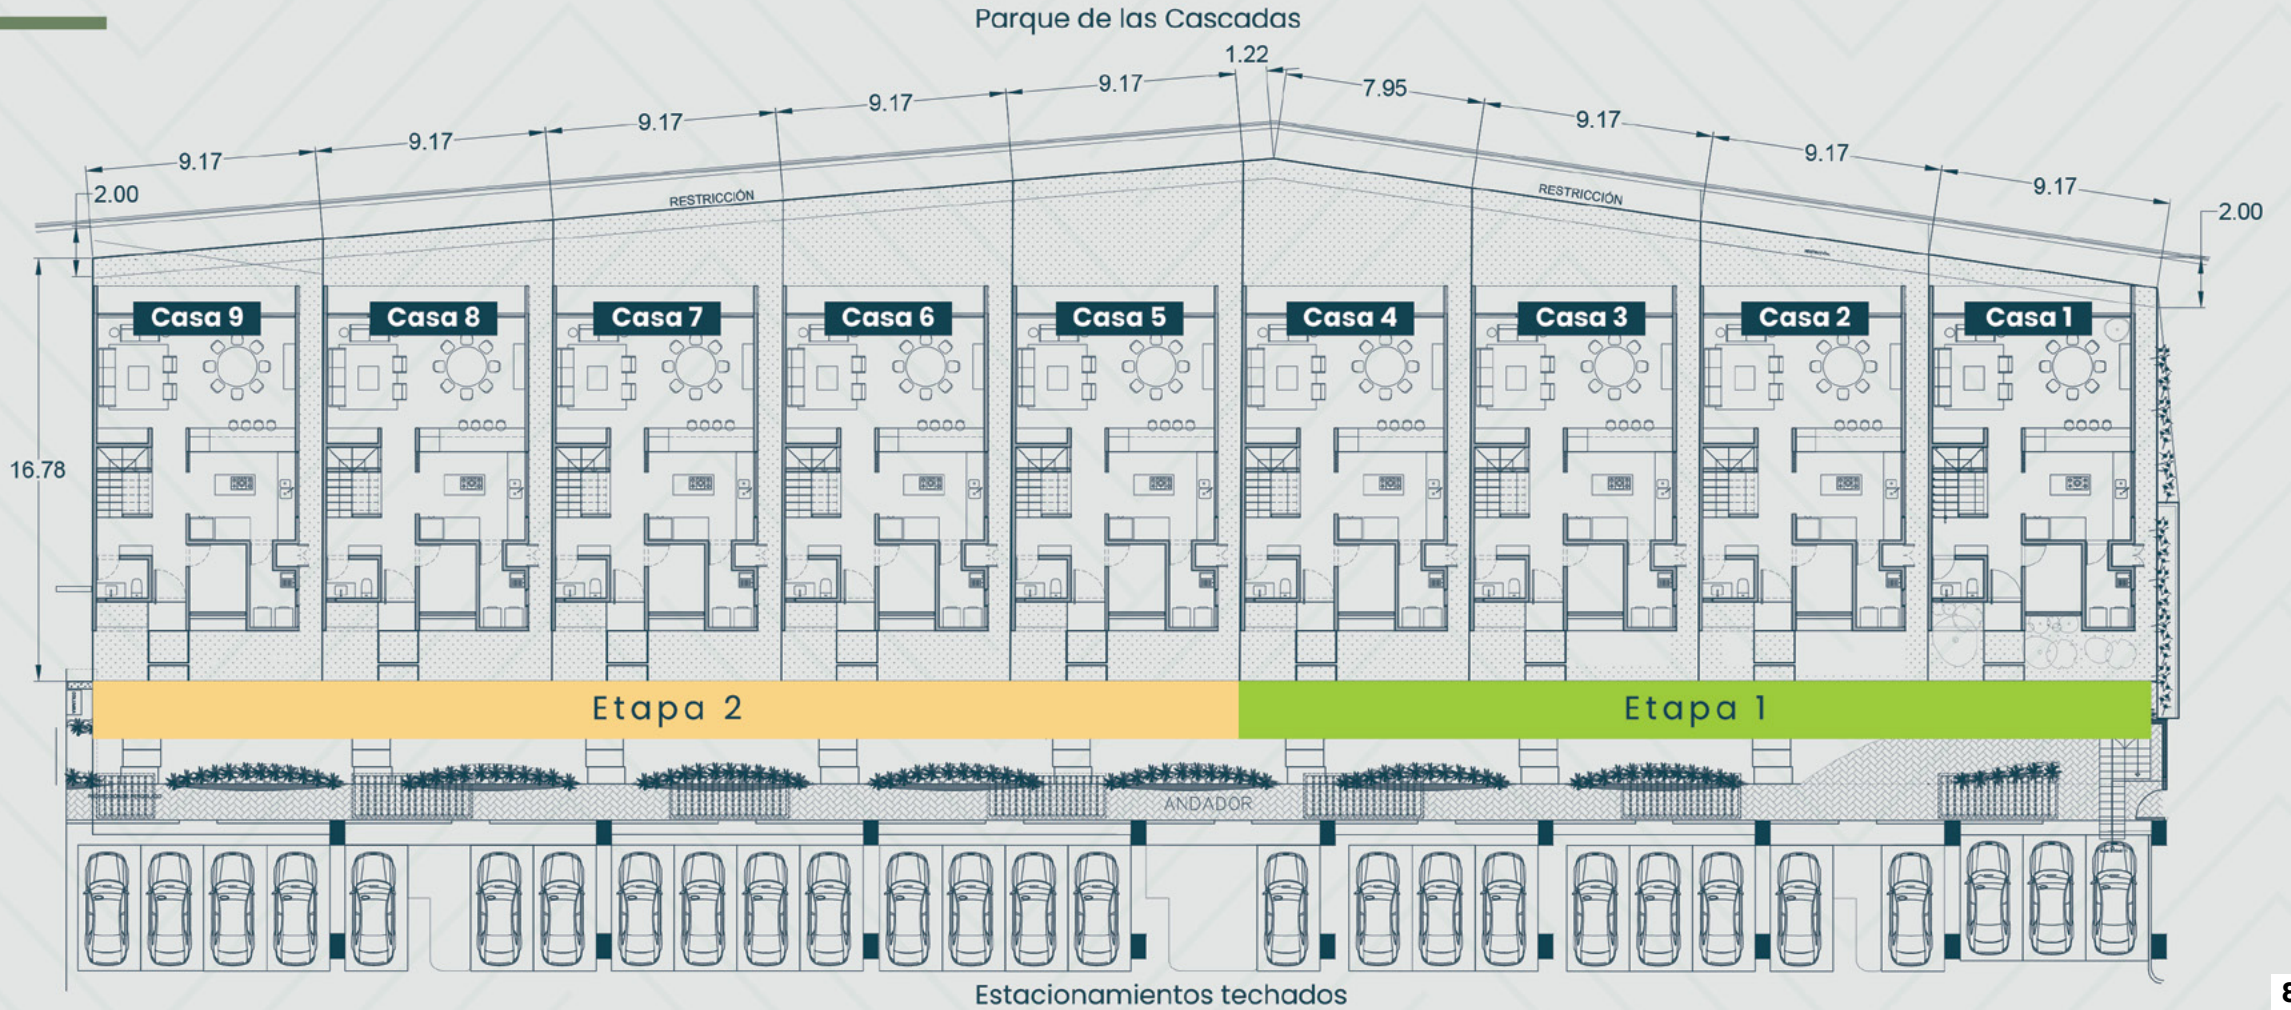 Parque de las Cascadas
1.22
9.17
7.95
9.17
9.17
9.17
9.17
9.17
9.17
9.17
2.00
2.00
RESTRICCIÓN
RESTRICCIÓN
Casa 9
Casa 8
Casa 7
Casa 6
Casa 5
Casa 4
Casa 3
Casa 2
Casa 1
16.78
Etapa 2
Etapa 1
ANDADOR
Estacionamientos techados
8